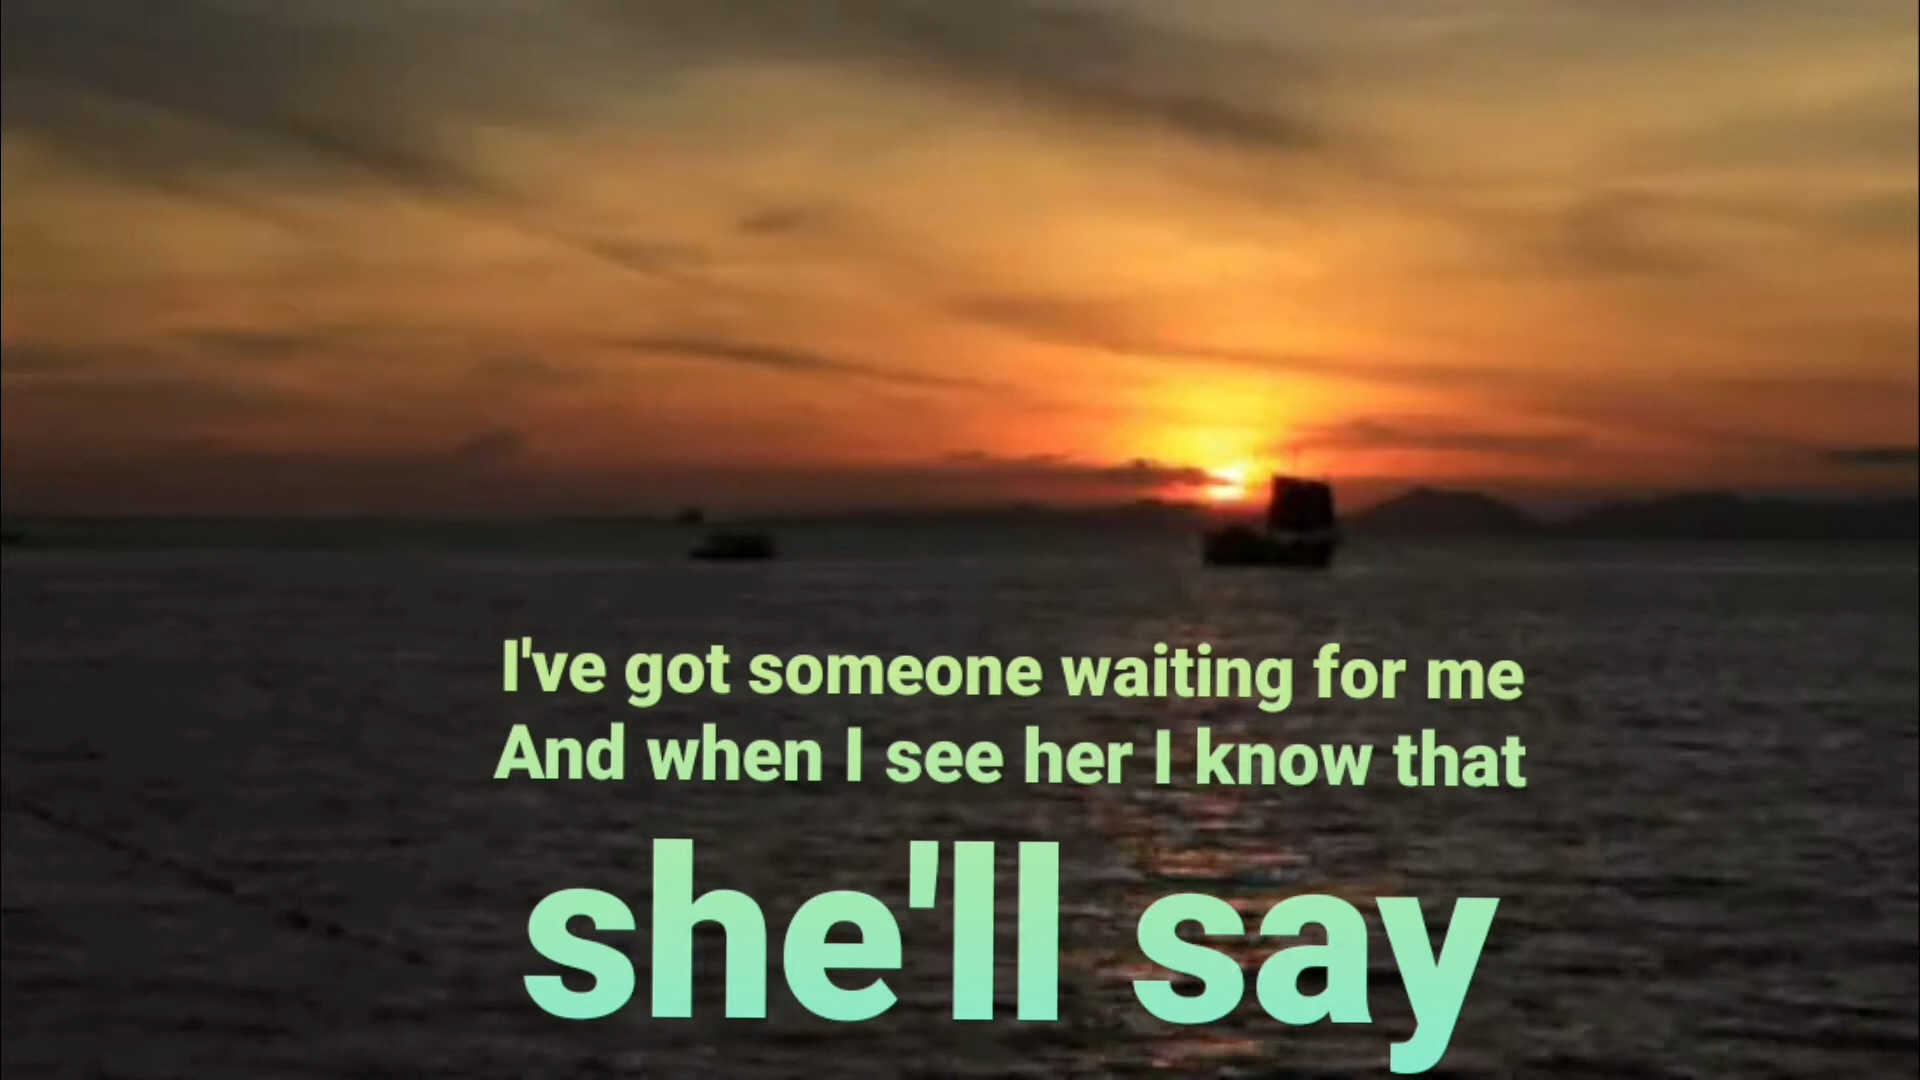 I've got someone waiting for me
And when I see her I know that
she'll say